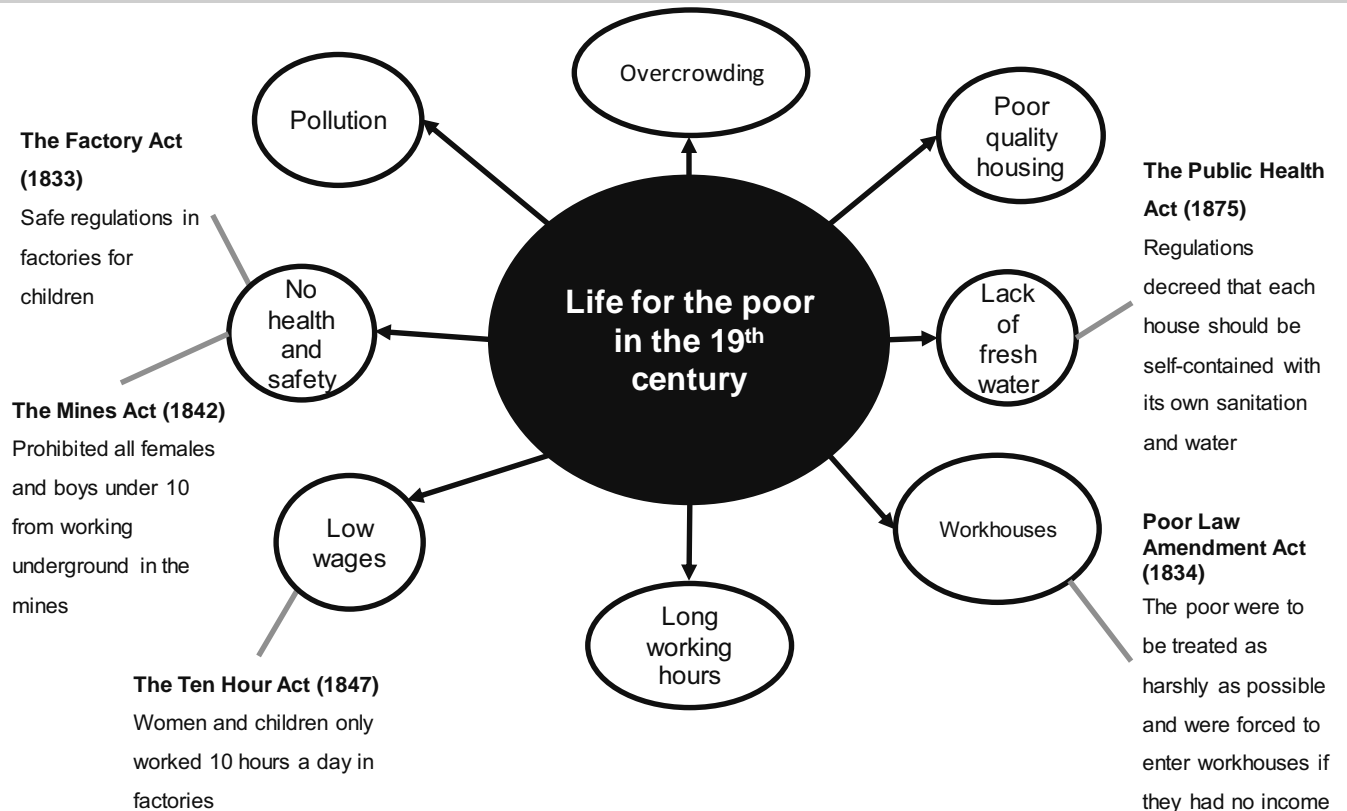 Overcrowding
Pollution
Poor
quality
housing
The Factory Act
(1833)
Safe regulations in
factories for
children
The Public Health
Act (1875)
Regulations
decreed that each
house should be
self-contained with
its own sanitation
and water
No
health
and
safety
Life for the poor
in the 19th
century
Lack
of
fresh
water
The Mines Act (1842)
Prohibited all females
and boys under 10
from working
underground in the
mines
Low
wages
Workhouses
Poor Law
Amendment Act
(1834)
The poor were to
be treated as
harshly as possible
and were forced to
enter workhouses if
they had no income
Long
working
hours
The Ten Hour Act (1847)
Women and children only
worked 10 hours a day in
factories